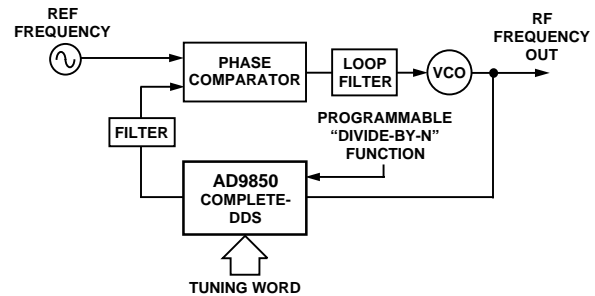 REF
FREQUENCY
RF
FREQUENCY
OUT
PHASE
COMPARATOR
LOOP
FILTER
VCO
FILTER
PROGRAMMABLE
“DIVIDE-BY-N”
FUNCTION
AD9850
COMPLETE-
DDS
TUNING WORD